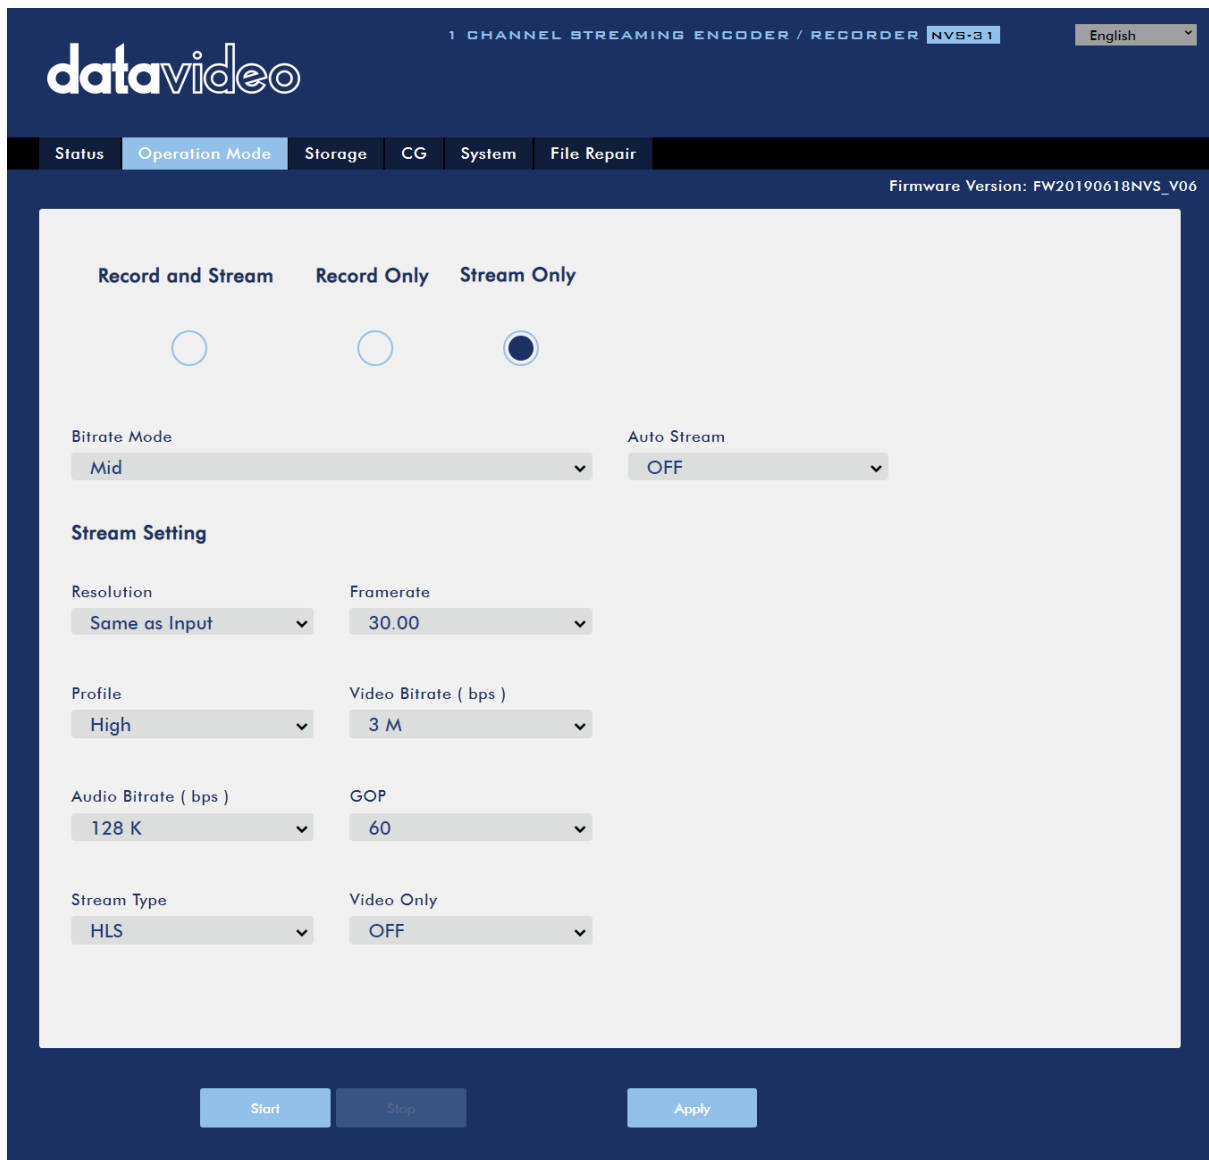 1 CHANNEL STREAMING ENCODER / RECORDER NVS-31
English
datavideo
Status Operation Mode Storage CG System File Repair
Firmware Version: FW20190618NVS_V06
Record and Stream Record Only Stream Only
Bitrate Mode Auto Stream
Mid OFF
Stream Setting
Resolution Framerate
Same as Input 30.00
Profile Video Bitrate ( bps )
High 3 M
Audio Bitrate ( bps ) GOP
128 K 60
Stream Type Video Only
HLS OFF
Start Stop Apply